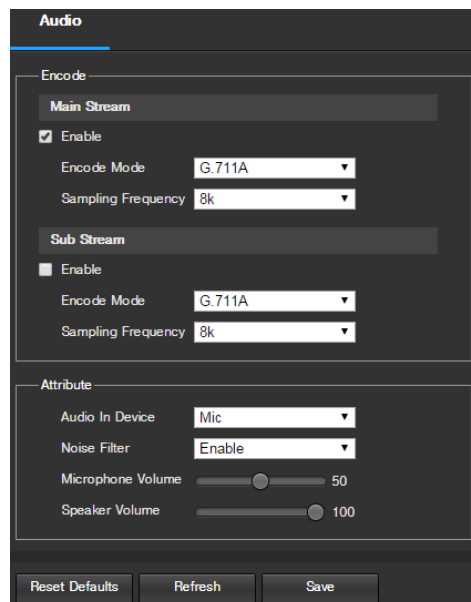 Audio
Encode
Main Stream
Enable
Encode Mode G.711A
Sampling Frequency 8k
Sub Stream
Enable
Encode Mode G.711A
Sampling Frequency 8k
Attribute
Audio In Device Mic
Noise Filter Enable
Microphone Volume 50
Speaker Volume 100
Reset Defaults Refresh Save